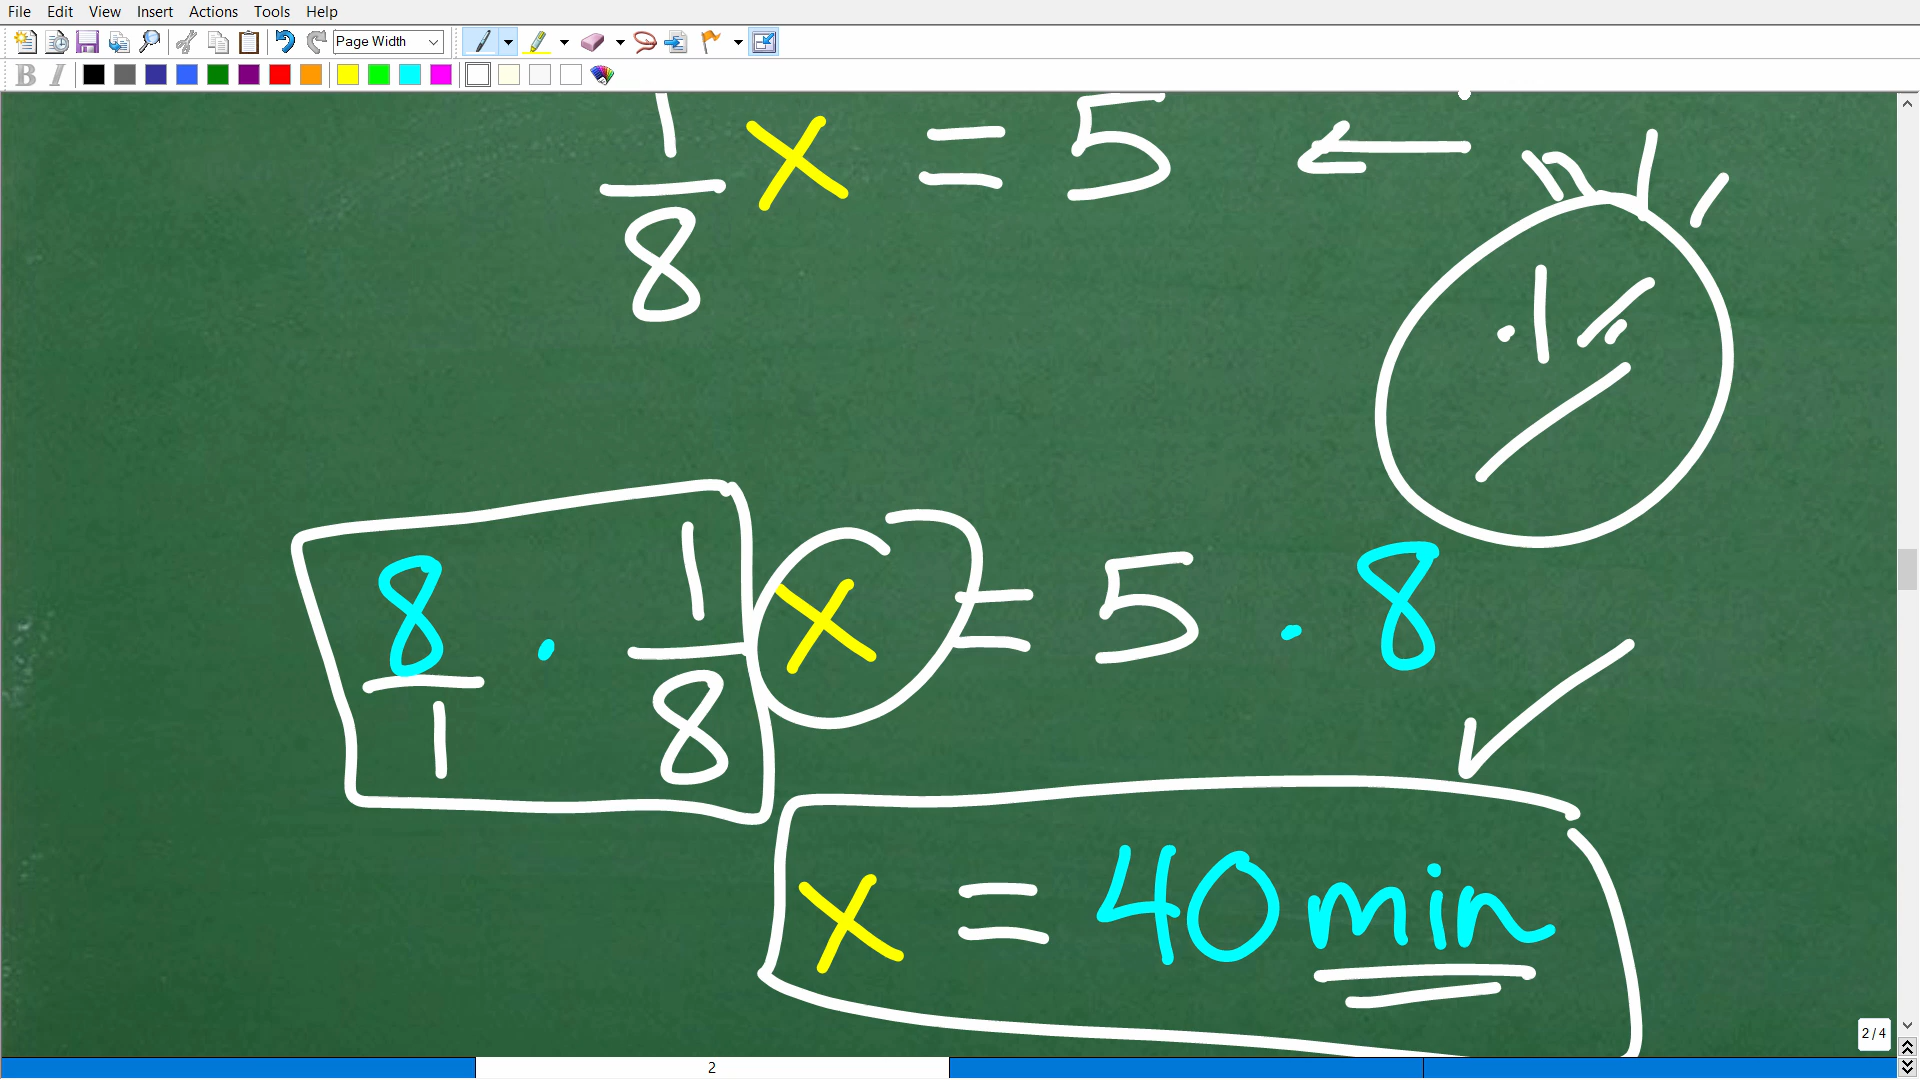 File Edit View Insert Actions Tools Help
Page Width
B I
1/8 x = 5 ←
8/1 · 1/8 x = 5 · 8
x = 40 min
2 / 4
2